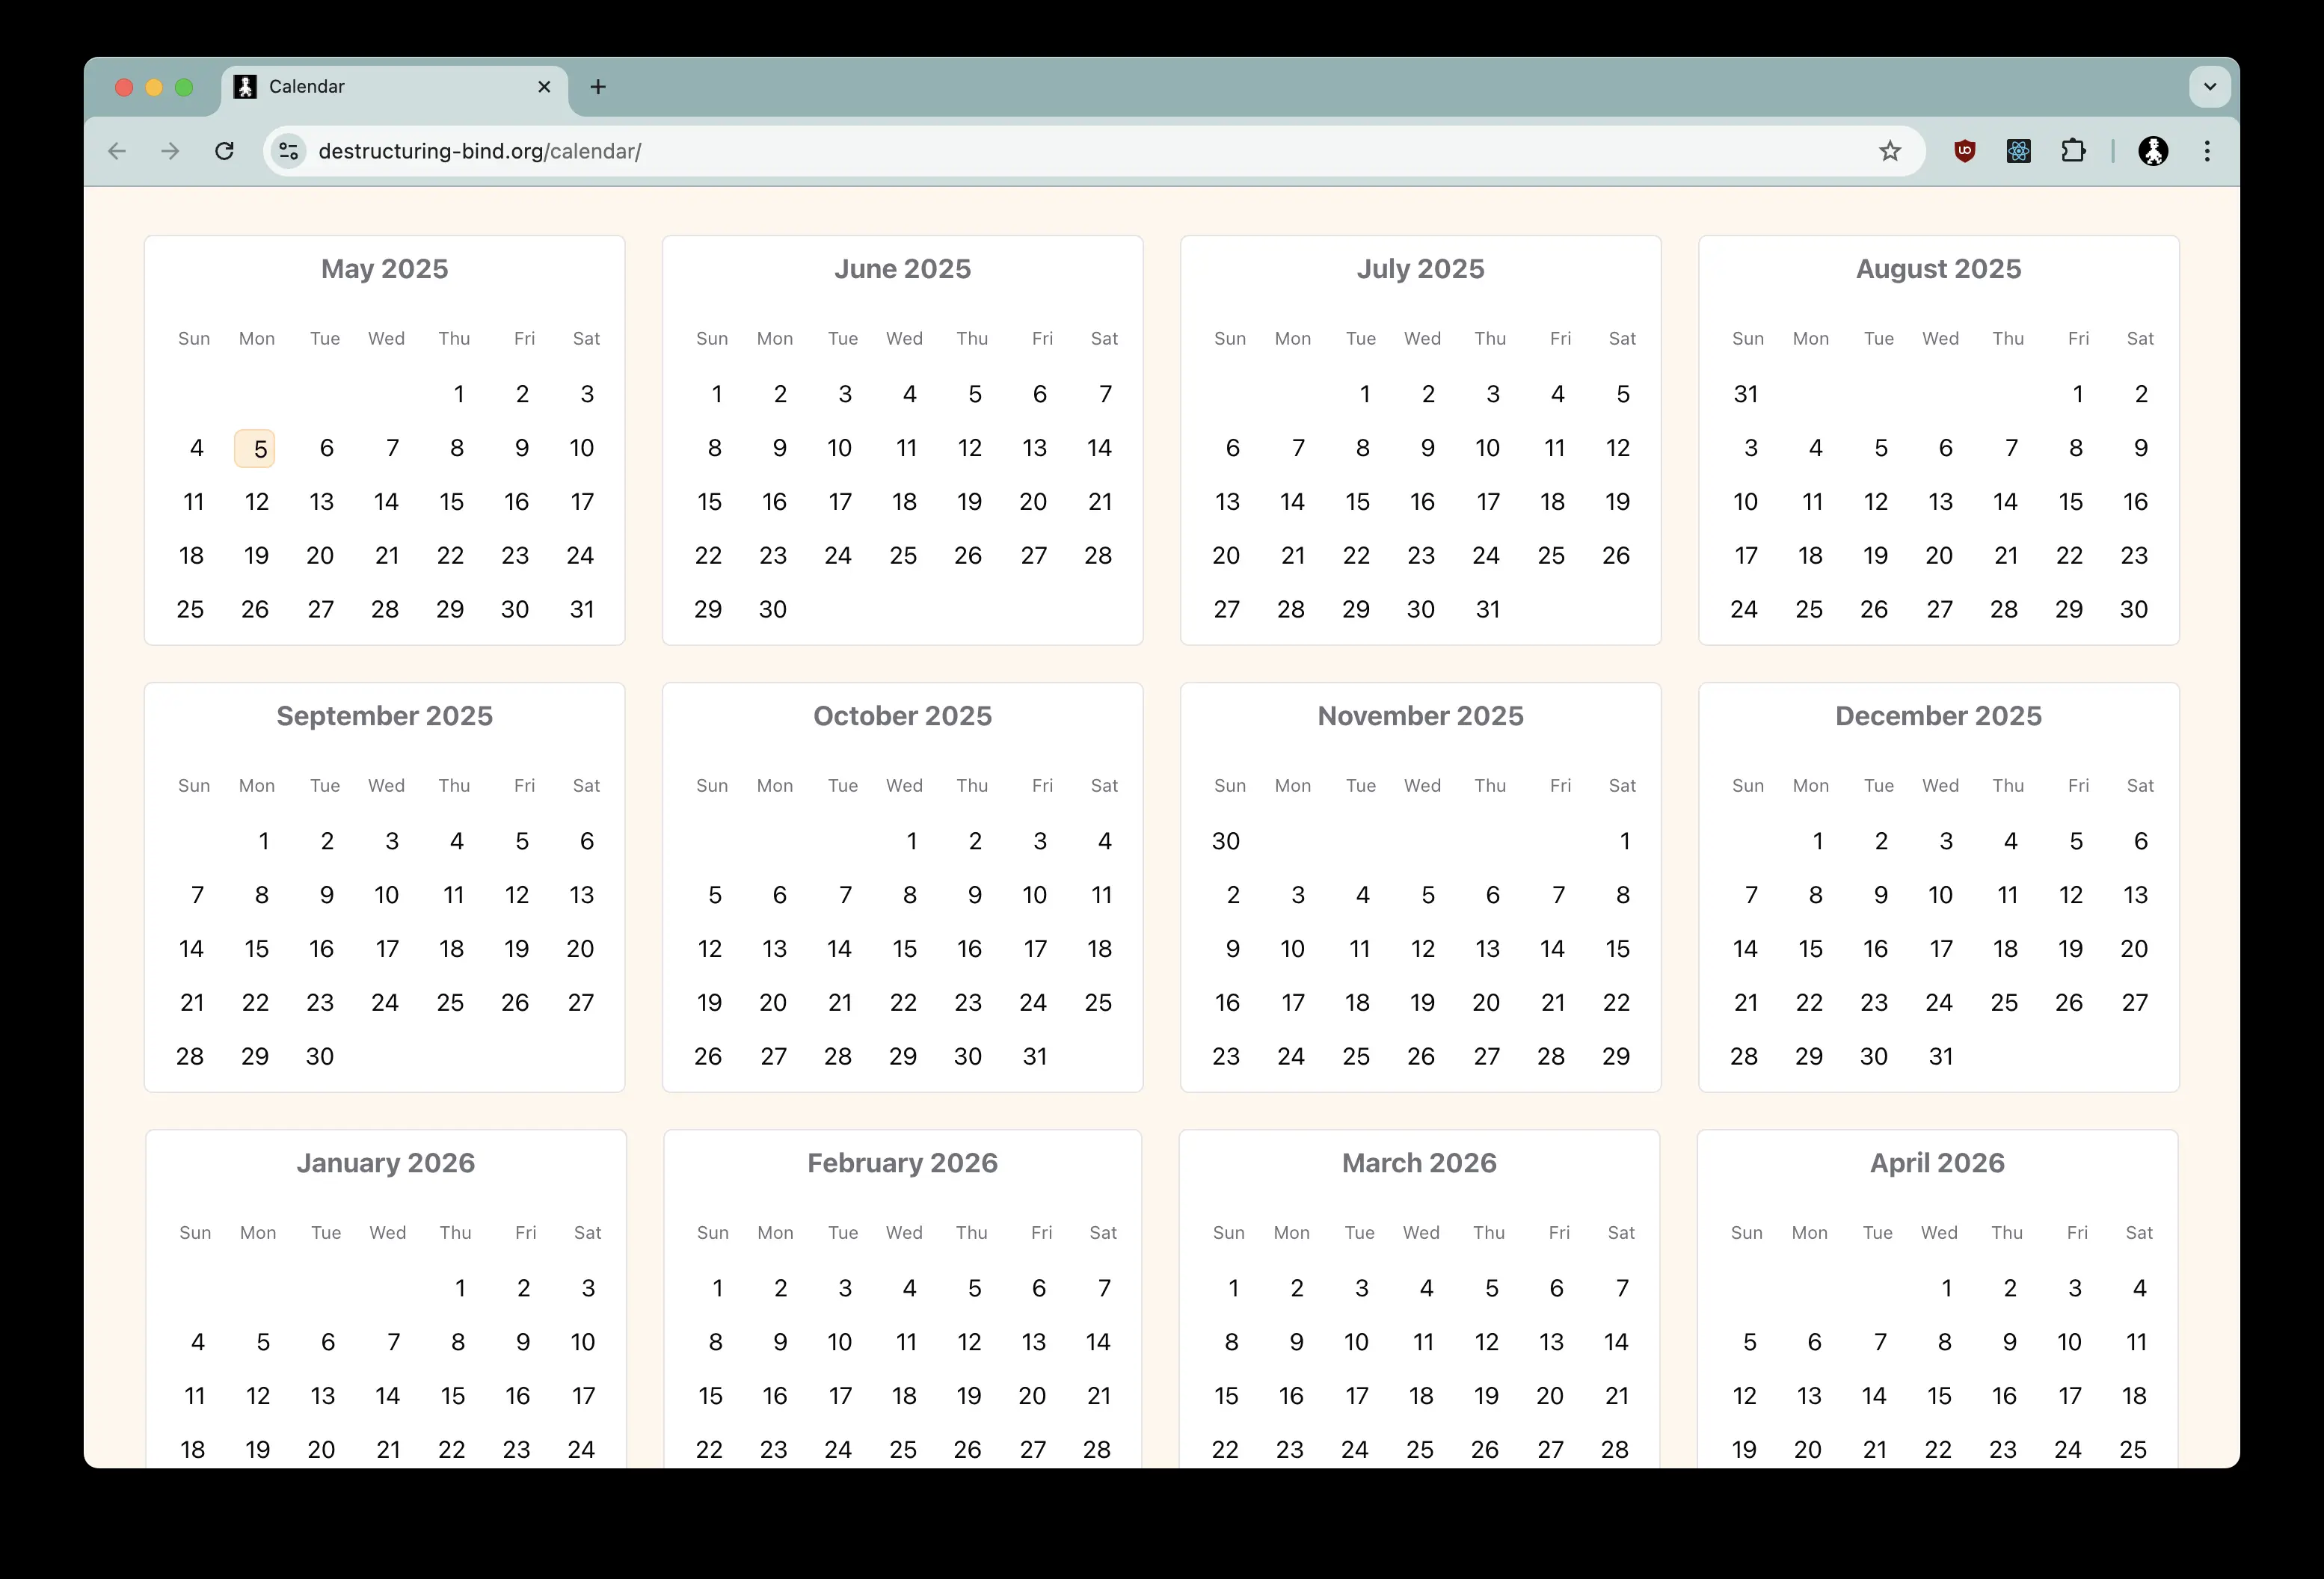 Calendar
destructuring-bind.org/calendar/
May 2025
Sun Mon Tue Wed Thu Fri Sat
1 2 3
4 5 6 7 8 9 10
11 12 13 14 15 16 17
18 19 20 21 22 23 24
25 26 27 28 29 30 31
June 2025
Sun Mon Tue Wed Thu Fri Sat
1 2 3 4 5 6 7
8 9 10 11 12 13 14
15 16 17 18 19 20 21
22 23 24 25 26 27 28
29 30
July 2025
Sun Mon Tue Wed Thu Fri Sat
1 2 3 4 5
6 7 8 9 10 11 12
13 14 15 16 17 18 19
20 21 22 23 24 25 26
27 28 29 30 31
August 2025
Sun Mon Tue Wed Thu Fri Sat
31 1 2
3 4 5 6 7 8 9
10 11 12 13 14 15 16
17 18 19 20 21 22 23
24 25 26 27 28 29 30
September 2025
Sun Mon Tue Wed Thu Fri Sat
1 2 3 4 5 6
7 8 9 10 11 12 13
14 15 16 17 18 19 20
21 22 23 24 25 26 27
28 29 30
October 2025
Sun Mon Tue Wed Thu Fri Sat
1 2 3 4
5 6 7 8 9 10 11
12 13 14 15 16 17 18
19 20 21 22 23 24 25
26 27 28 29 30 31
November 2025
Sun Mon Tue Wed Thu Fri Sat
30 1
2 3 4 5 6 7 8
9 10 11 12 13 14 15
16 17 18 19 20 21 22
23 24 25 26 27 28 29
December 2025
Sun Mon Tue Wed Thu Fri Sat
1 2 3 4 5 6
7 8 9 10 11 12 13
14 15 16 17 18 19 20
21 22 23 24 25 26 27
28 29 30 31
January 2026
Sun Mon Tue Wed Thu Fri Sat
1 2 3
4 5 6 7 8 9 10
11 12 13 14 15 16 17
18 19 20 21 22 23 24
February 2026
Sun Mon Tue Wed Thu Fri Sat
1 2 3 4 5 6 7
8 9 10 11 12 13 14
15 16 17 18 19 20 21
22 23 24 25 26 27 28
March 2026
Sun Mon Tue Wed Thu Fri Sat
1 2 3 4 5 6 7
8 9 10 11 12 13 14
15 16 17 18 19 20 21
22 23 24 25 26 27 28
April 2026
Sun Mon Tue Wed Thu Fri Sat
1 2 3 4
5 6 7 8 9 10 11
12 13 14 15 16 17 18
19 20 21 22 23 24 25